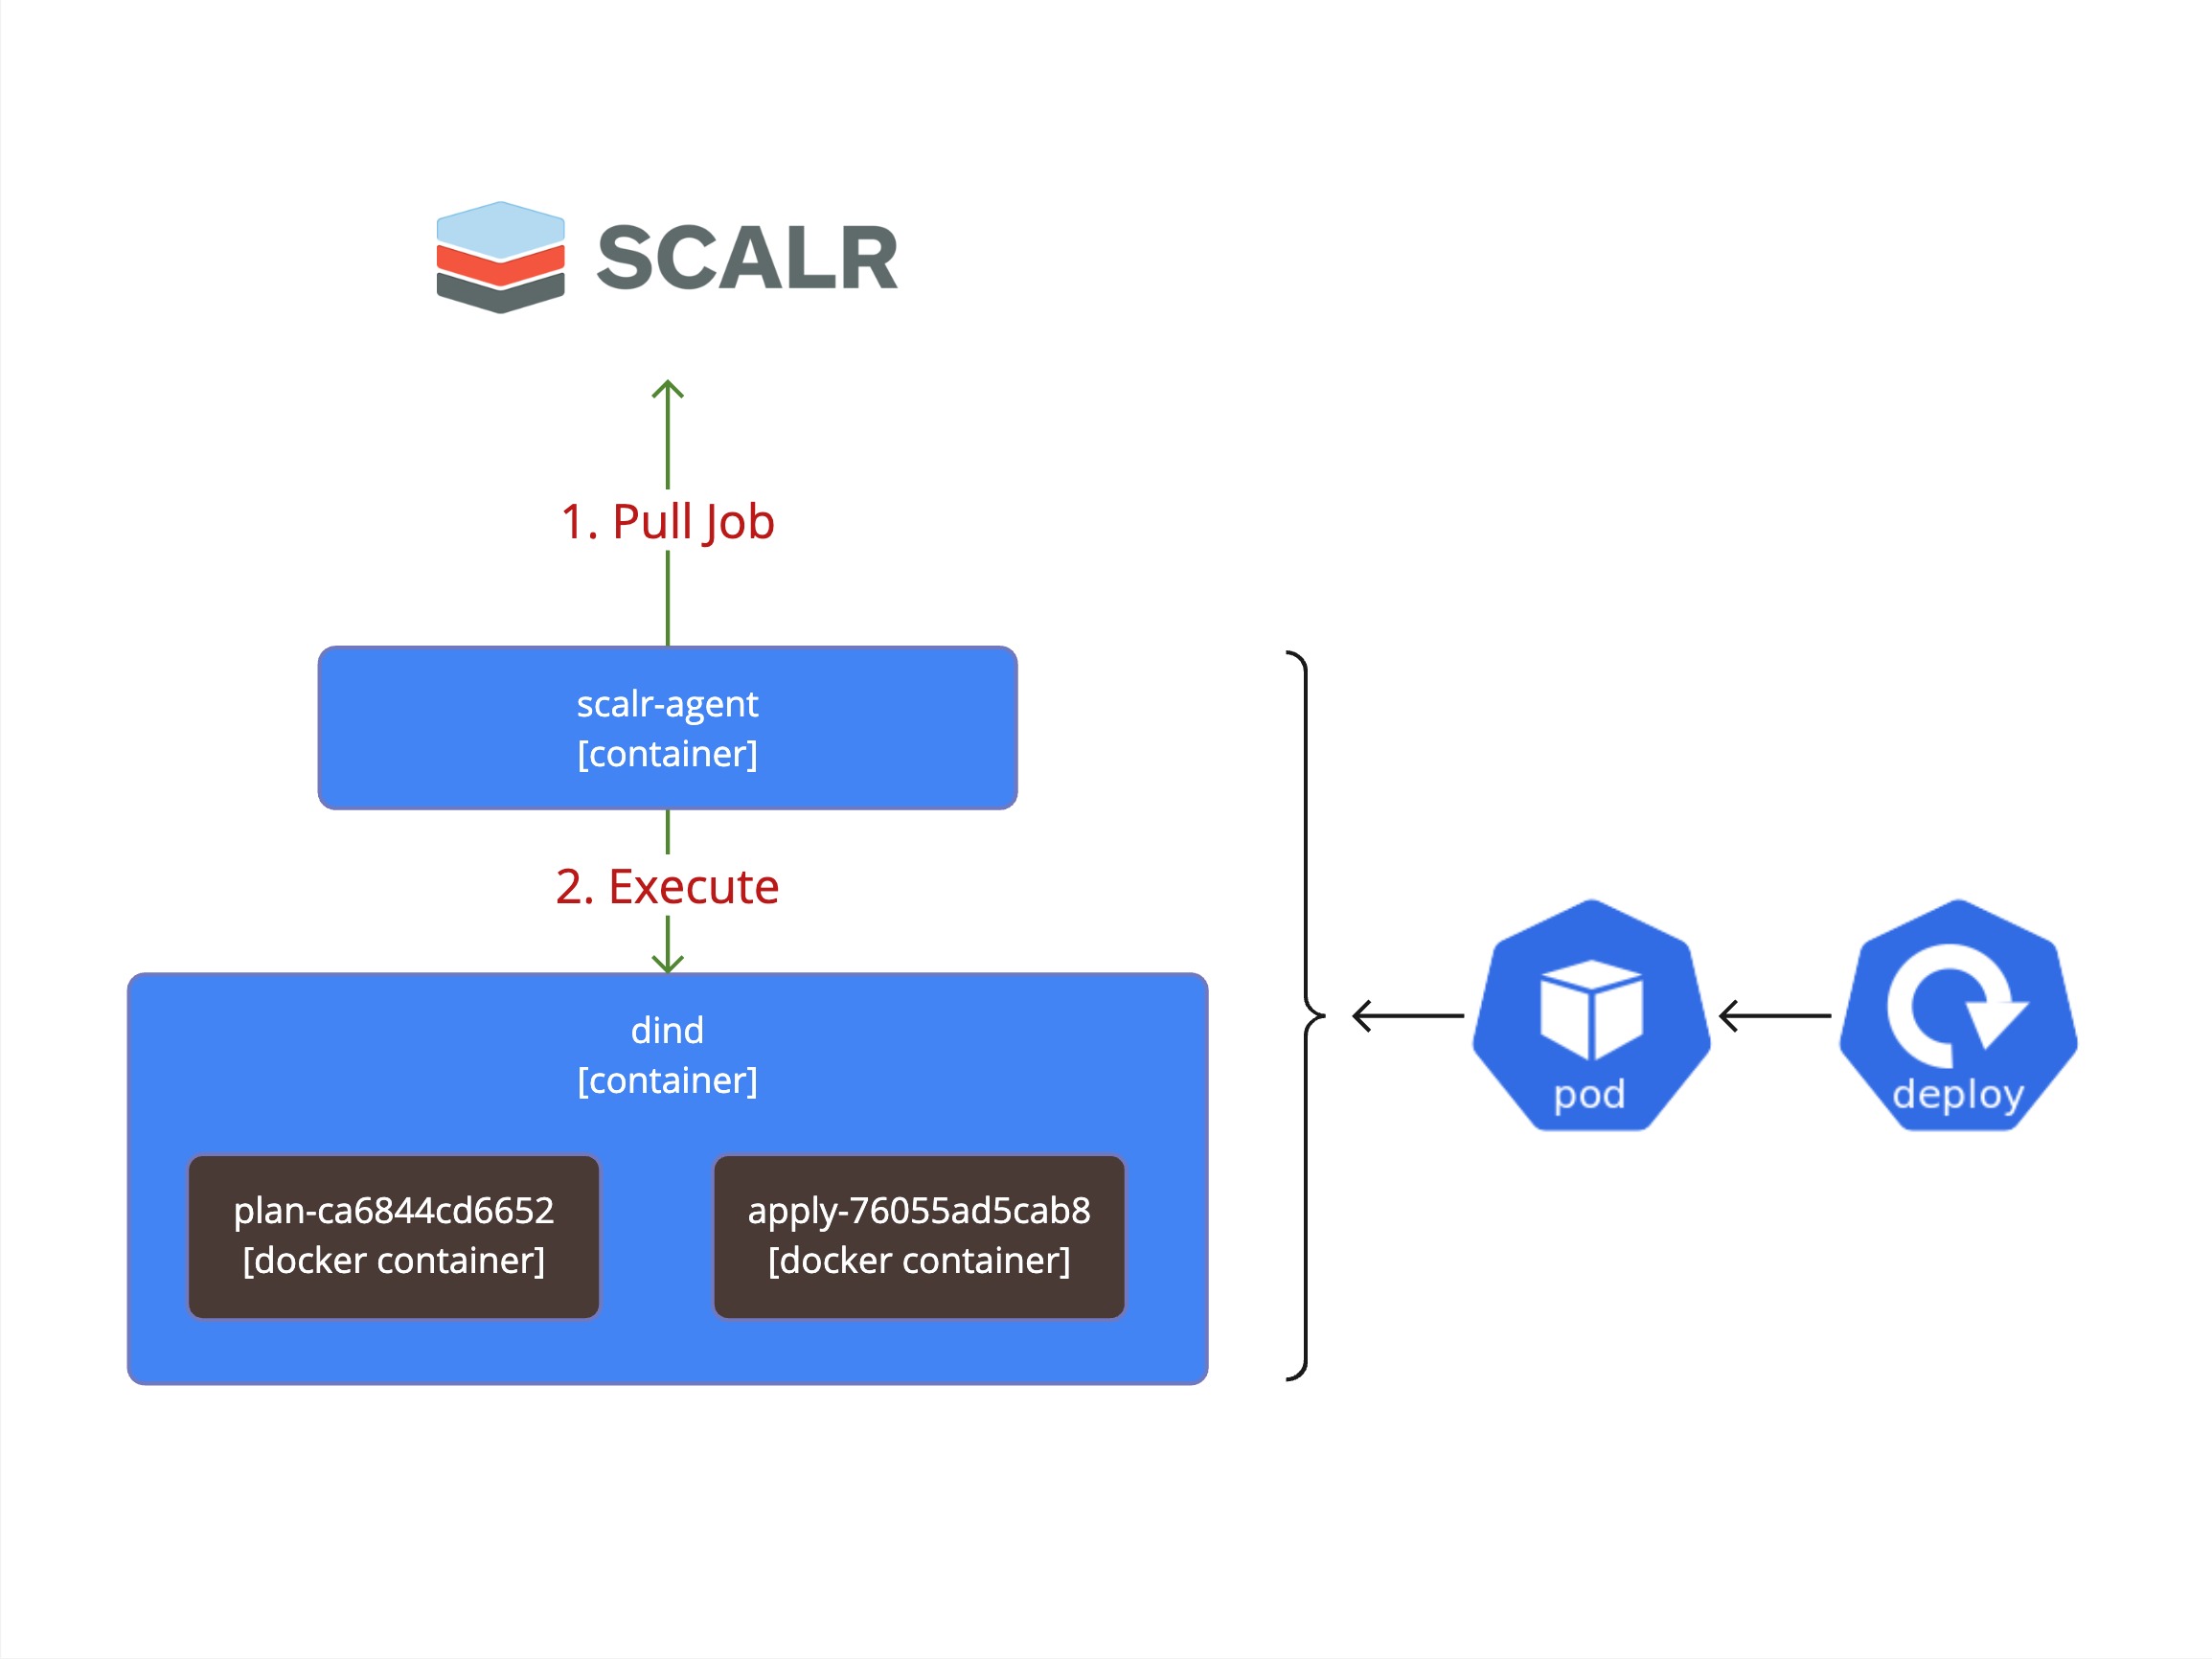 SCALR
1. Pull Job
scalr-agent
[container]
2. Execute
dind
[container]
plan-ca6844cd6652
[docker container]
apply-76055ad5cab8
[docker container]
pod
deploy